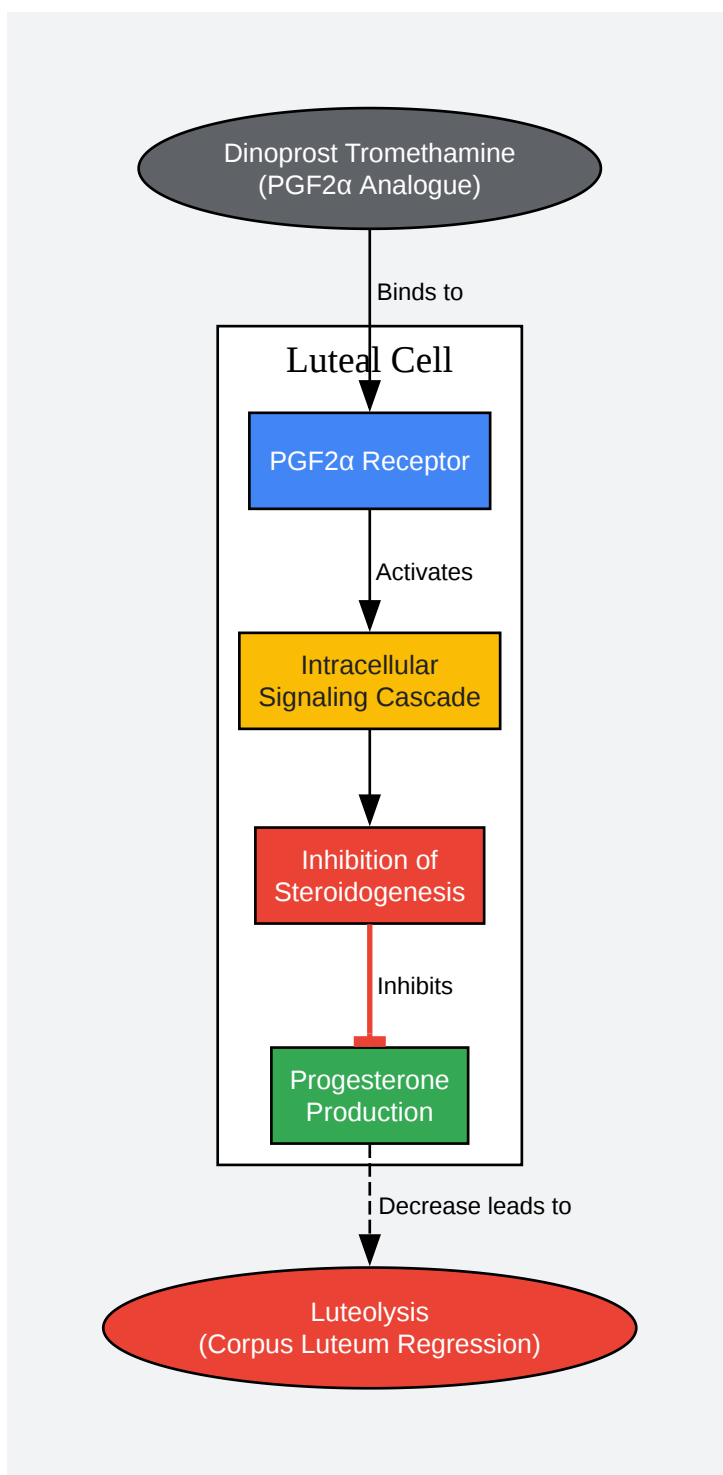 Dinoprost Tromethamine
(PGF2α Analogue)
Binds to
Luteal Cell
PGF2α Receptor
Activates
Intracellular
Signaling Cascade
Inhibition of
Steroidogenesis
Inhibits
Progesterone
Production
Decrease leads to
Luteolysis
(Corpus Luteum Regression)